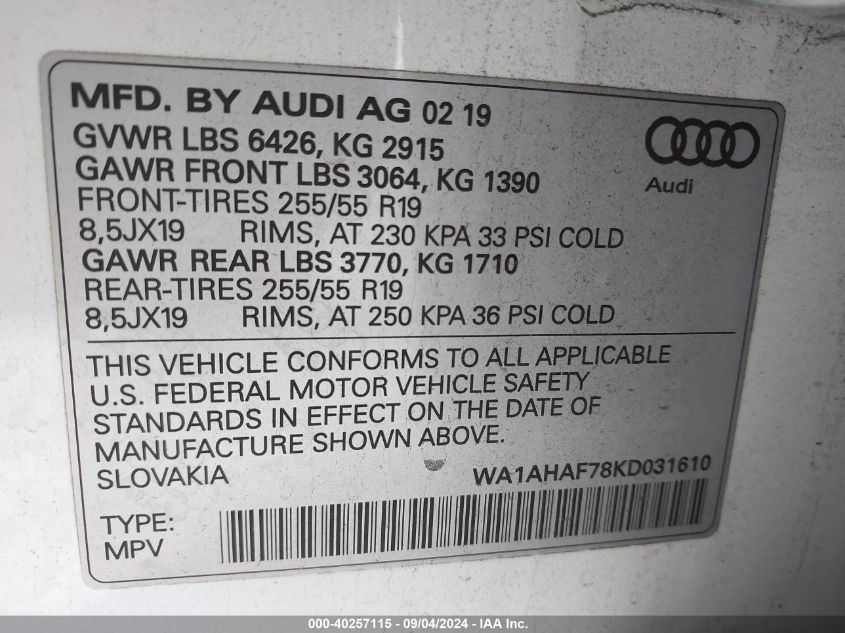 MFD. BY AUDI AG 02 19
GVWR LBS 6426, KG 2915
GAWR FRONT LBS 3064, KG 1390
FRONT-TIRES 255/55 R19
8,5JX19 RIMS, AT 230 KPA 33 PSI COLD
GAWR REAR LBS 3770, KG 1710
REAR-TIRES 255/55 R19
8,5JX19 RIMS, AT 250 KPA 36 PSI COLD
Audi
THIS VEHICLE CONFORMS TO ALL APPLICABLE
U.S. FEDERAL MOTOR VEHICLE SAFETY
STANDARDS IN EFFECT ON THE DATE OF
MANUFACTURE SHOWN ABOVE.
SLOVAKIA WA1AHAF78KD031610
TYPE:
MPV
000-40257115 - 09/04/2024 - IAA Inc.